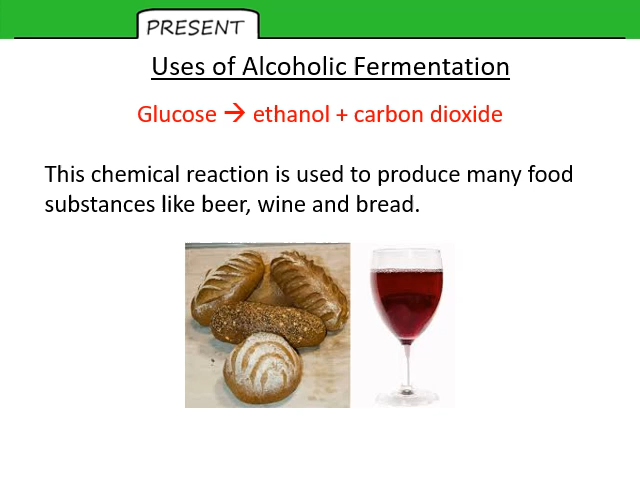 PRESENT
Uses of Alcoholic Fermentation
Glucose → ethanol + carbon dioxide
This chemical reaction is used to produce many food
substances like beer, wine and bread.